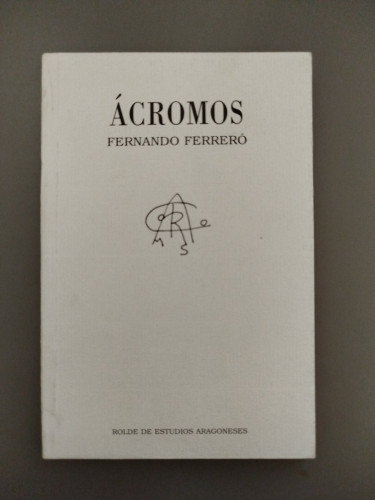 ÁCROMOS
FERNANDO FERRERÓ
ROLDE DE ESTUDIOS ARAGONESES